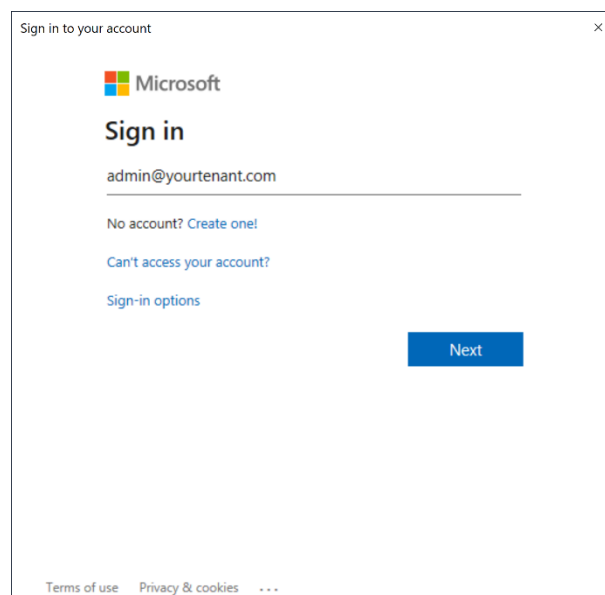 Sign in to your account
Microsoft
Sign in
admin@yourtenant.com
No account? Create one!
Can't access your account?
Sign-in options
Next
Terms of use Privacy & cookies ...